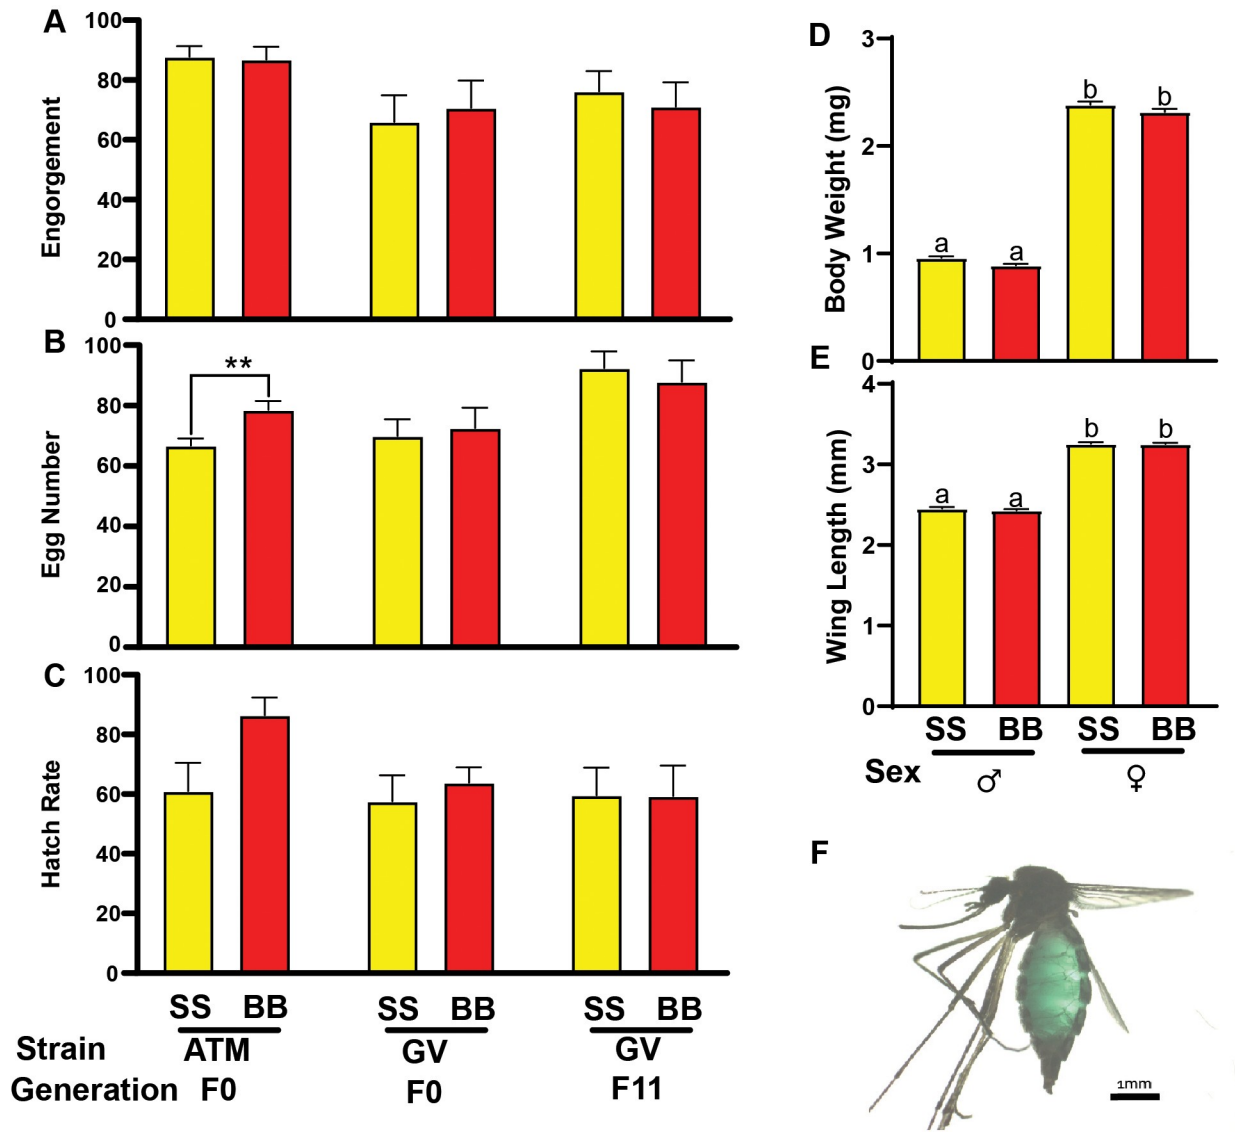 A
100
80
60
40
20
0
Engorgement
B
100
80
60
40
20
0
Egg Number
**
C
100
80
60
40
20
0
Hatch Rate
SS BB SS BB SS BB
Strain ATM GV GV
Generation F0 F0 F11
D
3
2
1
0
Body Weight (mg)
a a b b
E
4
3
2
1
0
Wing Length (mm)
a a b b
SS BB SS BB
Sex ♂ ♀
F
1mm